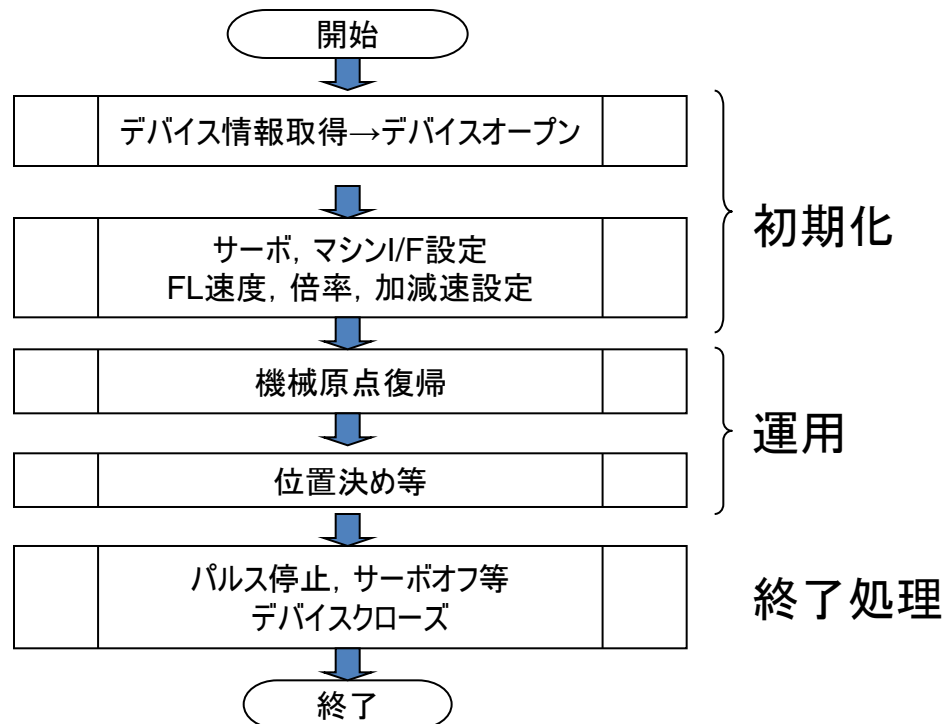 開始
デバイス情報取得→デバイスオープン
初期化
サーボ, マシンI/F設定
FL速度, 倍率, 加減速設定
機械原点復帰
運用
位置決め等
パルス停止, サーボオフ等
デバイスクローズ
終了処理
終了